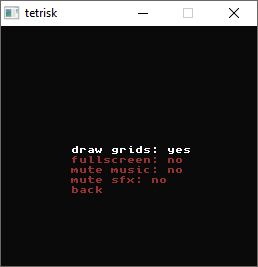 tetrisk
draw grids: yes
fullscreen: no
mute music: no
mute sfx: no
back